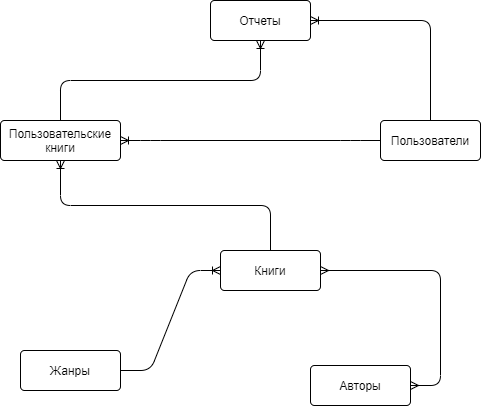 Отчеты
Пользовательские
книги
Пользователи
Книги
Жанры
Авторы